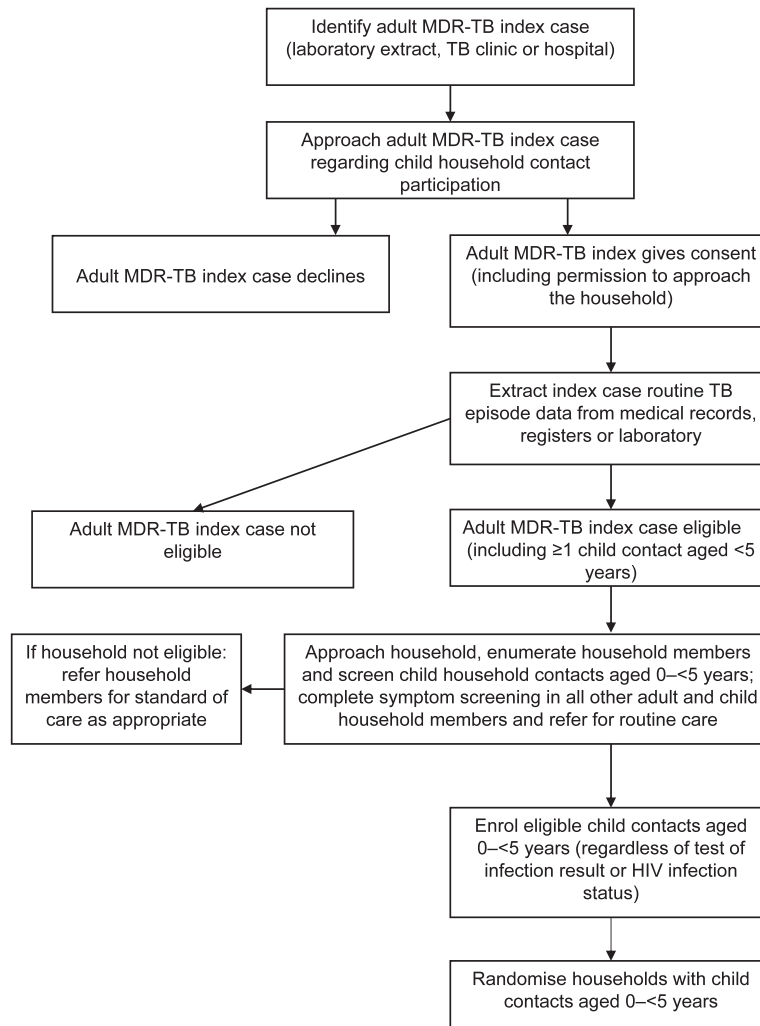 Identify adult MDR-TB index case
(laboratory extract, TB clinic or hospital)
Approach adult MDR-TB index case
regarding child household contact
participation
Adult MDR-TB index case declines
Adult MDR-TB index gives consent
(including permission to approach
the household)
Extract index case routine TB
episode data from medical records,
registers or laboratory
Adult MDR-TB index case not
eligible
Adult MDR-TB index case eligible
(including ≥1 child contact aged <5
years)
If household not eligible:
refer household
members for standard of
care as appropriate
Approach household, enumerate household members
and screen child household contacts aged 0–<5 years;
complete symptom screening in all other adult and child
household members and refer for routine care
Enrol eligible child contacts aged
0–<5 years (regardless of test of
infection result or HIV infection
status)
Randomise households with child
contacts aged 0–<5 years